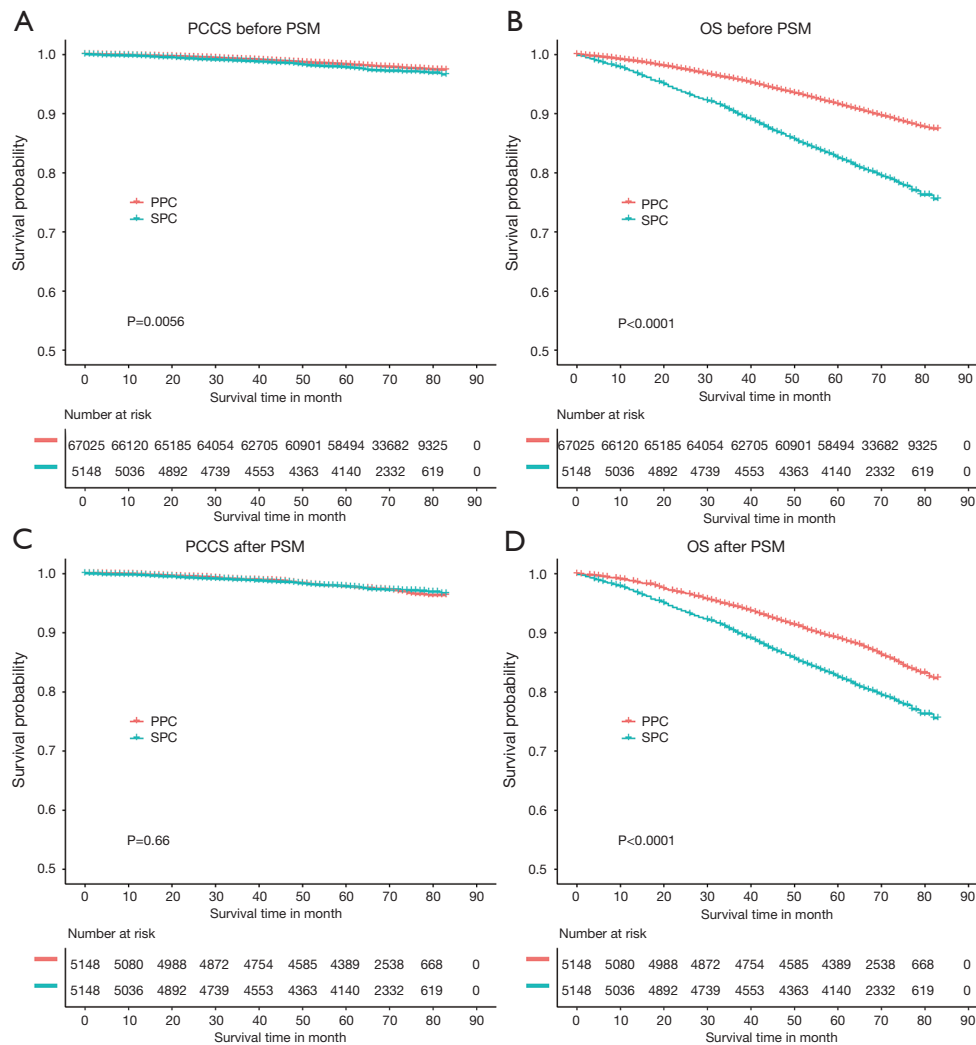 A
PCCS before PSM
1.0
0.9
0.8
0.7
0.6
0.5
Survival probability
PPC
SPC
P=0.0056
0 10 20 30 40 50 60 70 80 90
Survival time in month
Number at risk
67025 66120 65185 64054 62705 60901 58494 33682 9325 0
5148 5036 4892 4739 4553 4363 4140 2332 619 0
0 10 20 30 40 50 60 70 80 90
Survival time in month
B
OS before PSM
1.0
0.9
0.8
0.7
0.6
0.5
Survival probability
PPC
SPC
P<0.0001
0 10 20 30 40 50 60 70 80 90
Survival time in month
Number at risk
67025 66120 65185 64054 62705 60901 58494 33682 9325 0
5148 5036 4892 4739 4553 4363 4140 2332 619 0
0 10 20 30 40 50 60 70 80 90
Survival time in month
C
PCCS after PSM
1.0
0.9
0.8
0.7
0.6
0.5
Survival probability
PPC
SPC
P=0.66
0 10 20 30 40 50 60 70 80 90
Survival time in month
Number at risk
5148 5080 4988 4872 4754 4585 4389 2538 668 0
5148 5036 4892 4739 4553 4363 4140 2332 619 0
0 10 20 30 40 50 60 70 80 90
Survival time in month
D
OS after PSM
1.0
0.9
0.8
0.7
0.6
0.5
Survival probability
PPC
SPC
P<0.0001
0 10 20 30 40 50 60 70 80 90
Survival time in month
Number at risk
5148 5080 4988 4872 4754 4585 4389 2538 668 0
5148 5036 4892 4739 4553 4363 4140 2332 619 0
0 10 20 30 40 50 60 70 80 90
Survival time in month